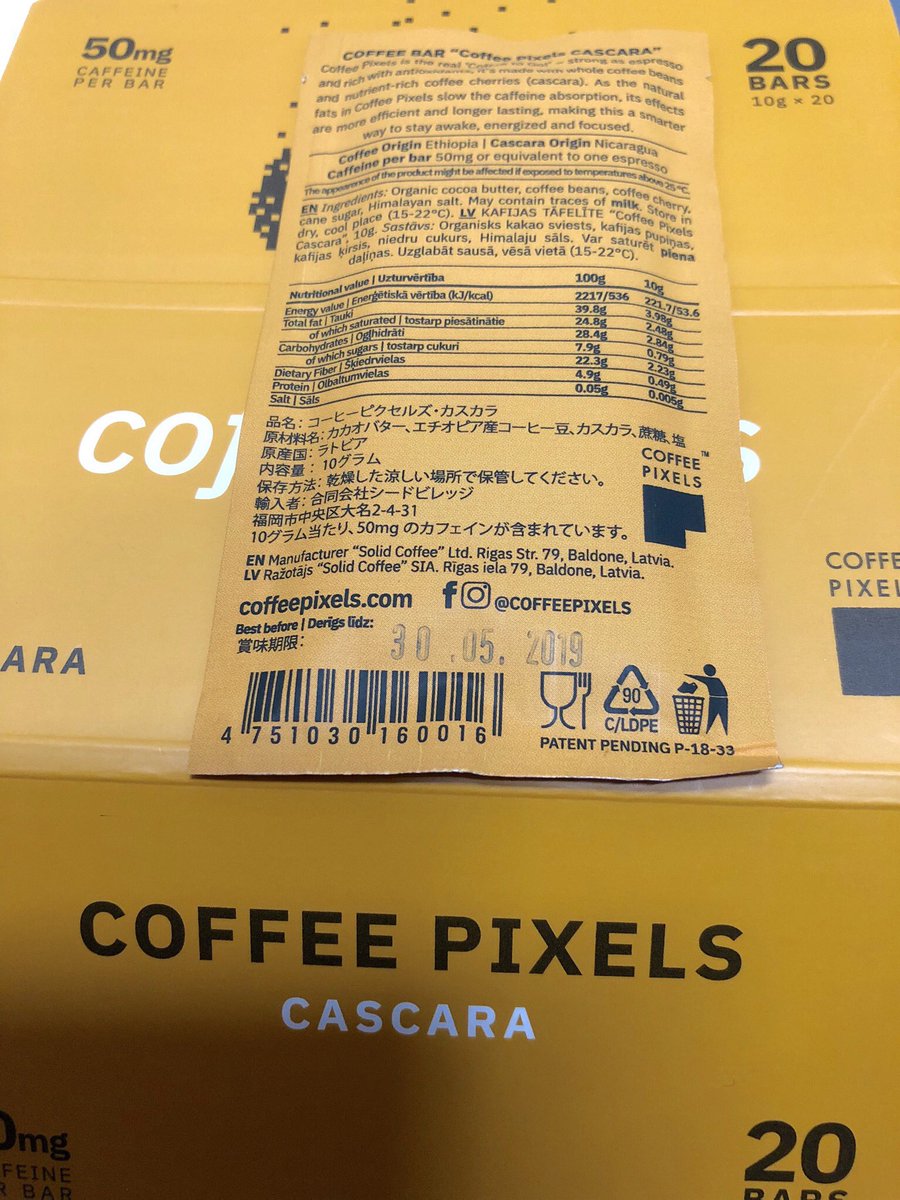 50mg
CAFFEINE
PER BAR
20
BARS
10g × 20
COFFEE BAR “Coffee Pixels CASCARA”
Coffee Pixels is the real “Coffee to Go!” – strong as espresso
and rich with antioxidants, it's made with whole coffee beans
and nutrient-rich coffee cherries (cascara). As the natural
fats in Coffee Pixels slow the caffeine absorption, its effects
are more efficient and longer lasting, making this a smarter
way to stay awake, energized and focused.
Coffee Origin Ethiopia | Cascara Origin Nicaragua
Caffeine per bar 50mg or equivalent to one espresso
The appearence of the product might be affected if exposed to temperatures above 25 °C.
EN Ingredients: Organic cocoa butter, coffee beans, coffee cherry,
cane sugar, Himalayan salt. May contain traces of milk. Store in
dry, cool place (15-22°C). LV KAFIJAS TĀFELĪTE “Coffee Pixels
Cascara”, 10g. Sastāvs: Organisks kakao sviests, kafijas pupiņas,
kafijas ķirsis, niedru cukurs, Himalaju sāls. Var saturēt piena
daļinas. Uzglabāt sausā, vēsā vietā (15-22°C).
Nutritional value | Uzturvērtība 100g 10g
Energy value | Enerģētiskā vērtība (kJ/kcal) 2217/536 221.7/53.6
Total fat | Tauki 39.8g 3.98g
of which saturated | tostarp piesātinātie 24.8g 2.48g
Carbohydrates | Ogļhidrāti 28.4g 2.84g
of which sugars | tostarp cukuri 7.9g 0.79g
Dietary Fiber | Šķiedrvielas 22.3g 2.23g
Protein | Olbaltumvielas 4.9g 0.49g
Salt | Sāls 0.05g 0.005g
品名：コーヒーピクセルズ・カスカラ
原材料名：カカオバター、エチオピア産コーヒー豆、カスカラ、蔗糖、塩
原産国：ラトビア
内容量：10グラム
保存方法：乾燥した涼しい場所で保管してください。
輸入者：合同会社シードビレッジ
福岡市中央区大名2-4-31
10グラム当たり、50mg のカフェインが含まれています。
COFFEE™
PIXELS
EN Manufacturer “Solid Coffee” Ltd. Rigas Str. 79, Baldone, Latvia.
LV Ražotājs “Solid Coffee” SIA. Rigas iela 79, Baldone, Latvia.
coffeepixels.com f @COFFEEPIXELS
Best before | Derīgs līdz:
賞味期限：
30.05.2019
4 751030 160016
90
C/LDPE
PATENT PENDING P-18-33
COFFE
PIXEL
ARA
COFFEE PIXELS
CASCARA
0mg
FFEINE
R BAR
20
BARS